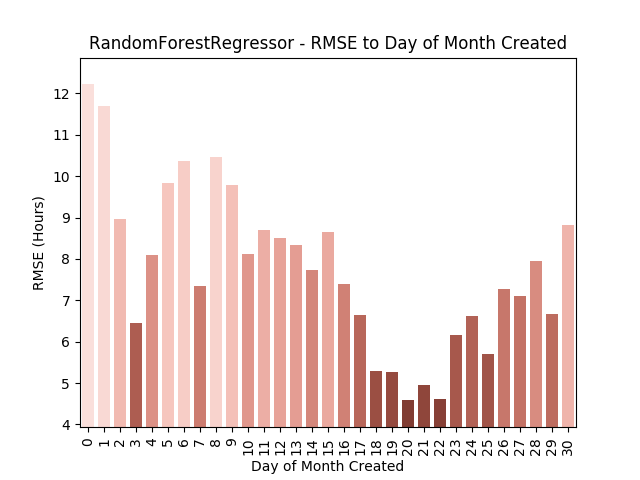 RandomForestRegressor - RMSE to Day of Month Created
RMSE (Hours)
12
11
10
9
8
7
6
5
4
0 1 2 3 4 5 6 7 8 9 10 11 12 13 14 15 16 17 18 19 20 21 22 23 24 25 26 27 28 29 30
Day of Month Created